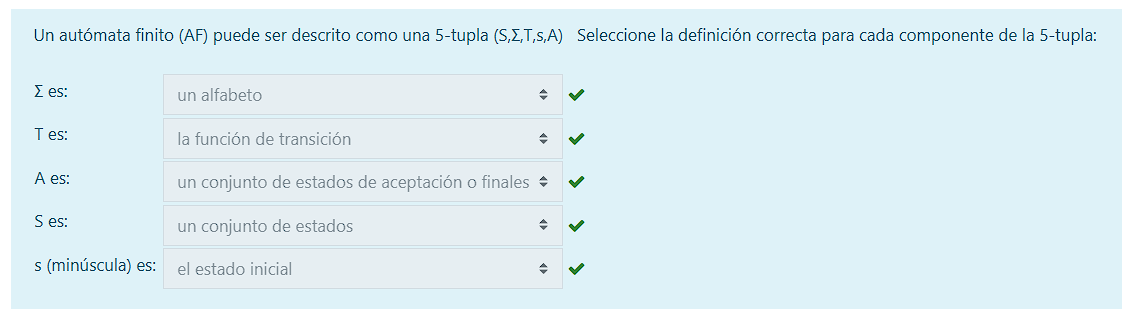 Un autómata finito (AF) puede ser descrito como una 5-tupla (S,Σ,T,s,A)   Seleccione la definición correcta para cada componente de la 5-tupla:
Σ es: un alfabeto
T es: la función de transición
A es: un conjunto de estados de aceptación o finales
S es: un conjunto de estados
s (minúscula) es: el estado inicial